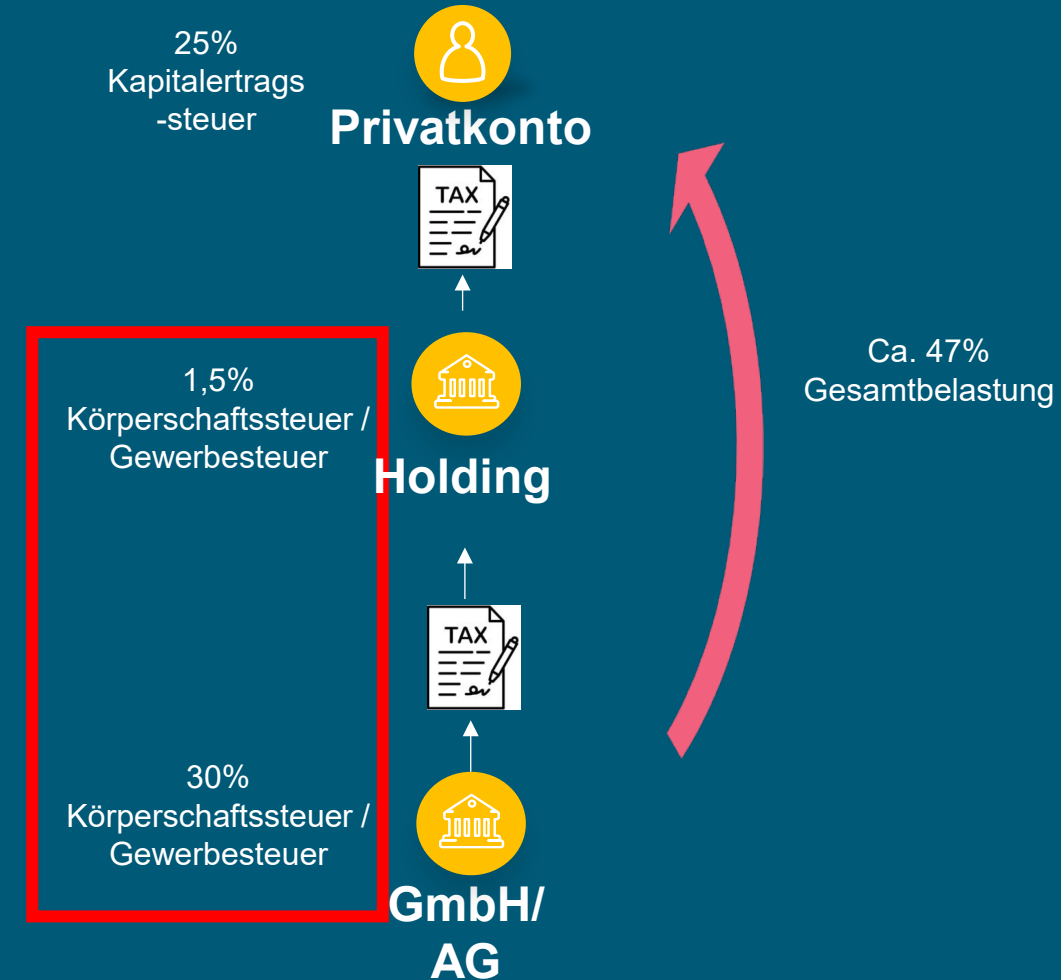 25%
Kapitalertrags
-steuer
Privatkonto
TAX
1,5%
Körperschaftssteuer /
Gewerbesteuer
Holding
Ca. 47%
Gesamtbelastung
TAX
30%
Körperschaftssteuer /
Gewerbesteuer
GmbH/
AG